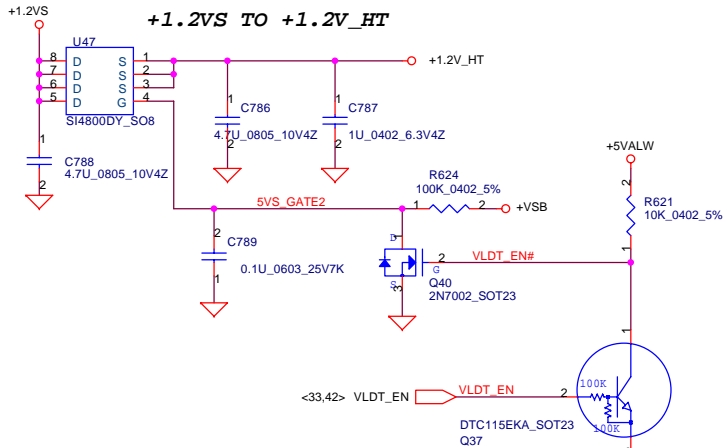 +1.2VS TO +1.2V_HT
+1.2VS
U47
8 D S 1
7 D S 2
6 D S 3
5 D G 4
SI4800DY_SO8
+1.2V_HT
1
C786
4.7U_0805_10V4Z
2
1
C787
1U_0402_6.3V4Z
2
1
C788
4.7U_0805_10V4Z
2
+5VALW
2
R621
10K_0402_5%
1
R624
100K_0402_5%
1 2 +VSB
5VS_GATE2
2
C789
0.1U_0603_25V7K
1
D 1
2 G
VLDT_EN#
S 3
Q40
2N7002_SOT23
1
<33,42> VLDT_EN
VLDT_EN
2
100K
100K
DTC115EKA_SOT23
Q37